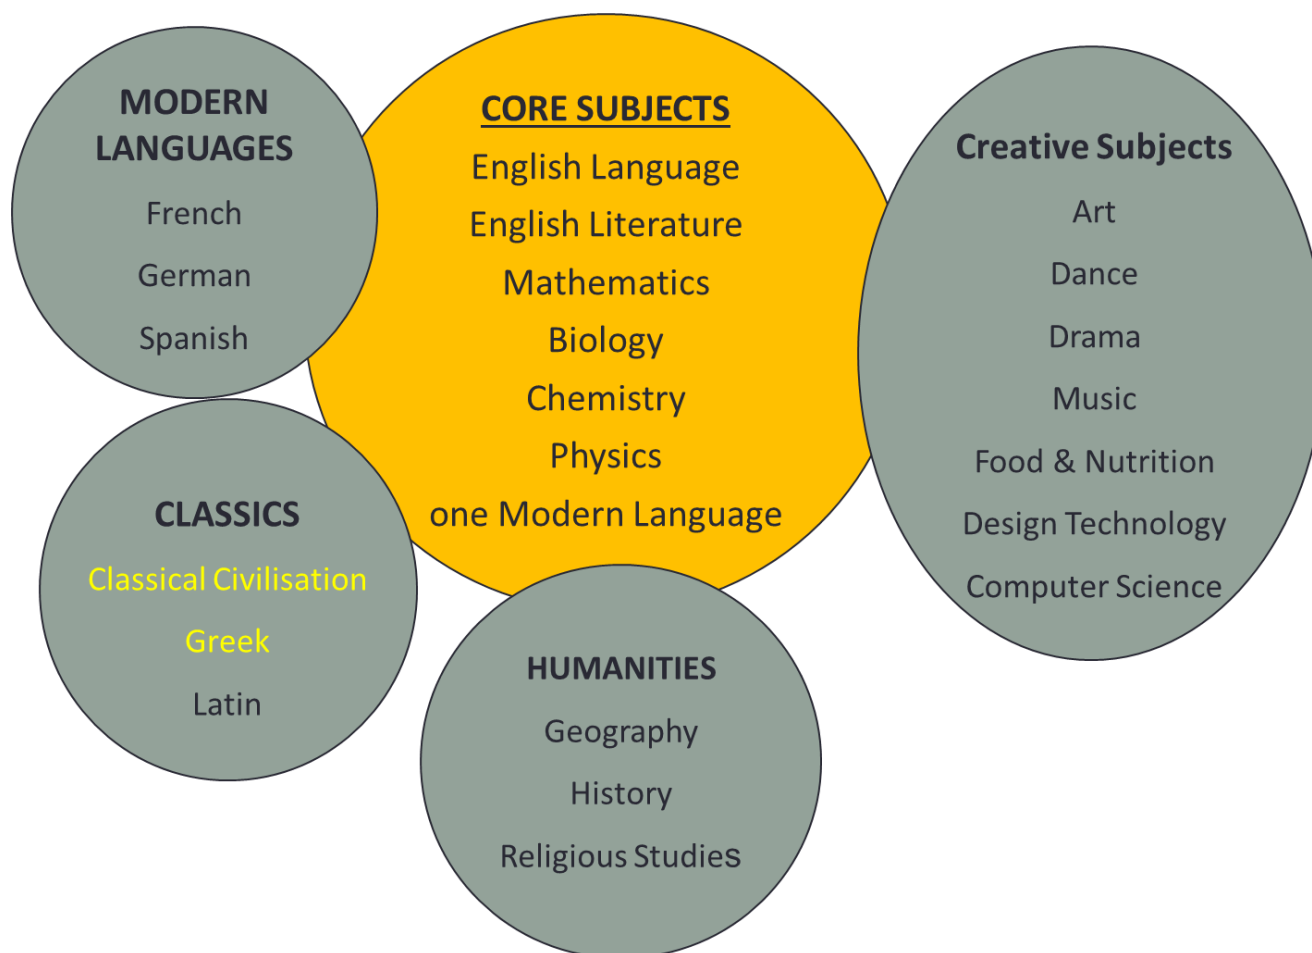 MODERN
LANGUAGES
French
German
Spanish
CORE SUBJECTS
English Language
English Literature
Mathematics
Biology
Chemistry
Physics
one Modern Language
Creative Subjects
Art
Dance
Drama
Music
Food & Nutrition
Design Technology
Computer Science
CLASSICS
Classical Civilisation
Greek
Latin
HUMANITIES
Geography
History
Religious Studies